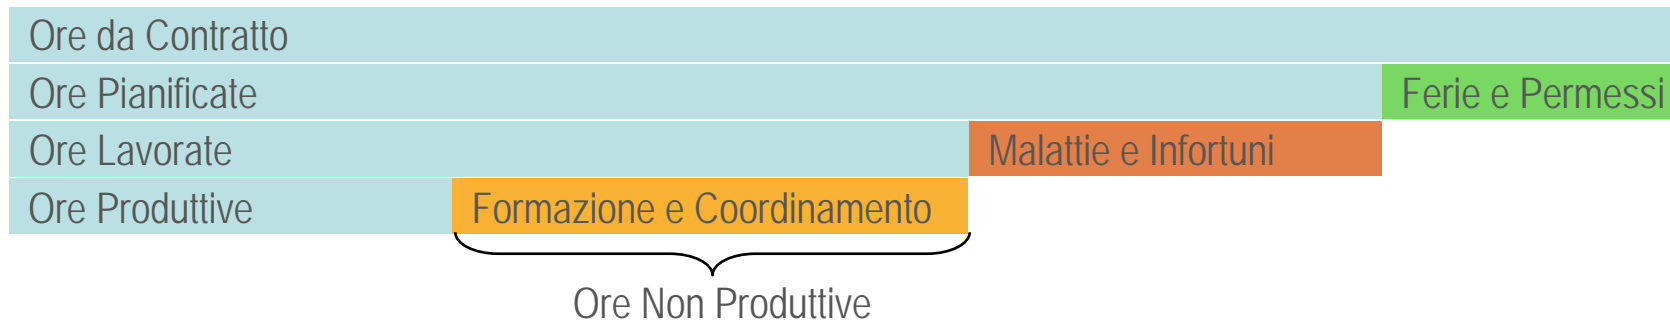 Ore da Contratto
Ore Pianificate Ferie e Permessi
Ore Lavorate Malattie e Infortuni
Ore Produttive Formazione e Coordinamento
Ore Non Produttive